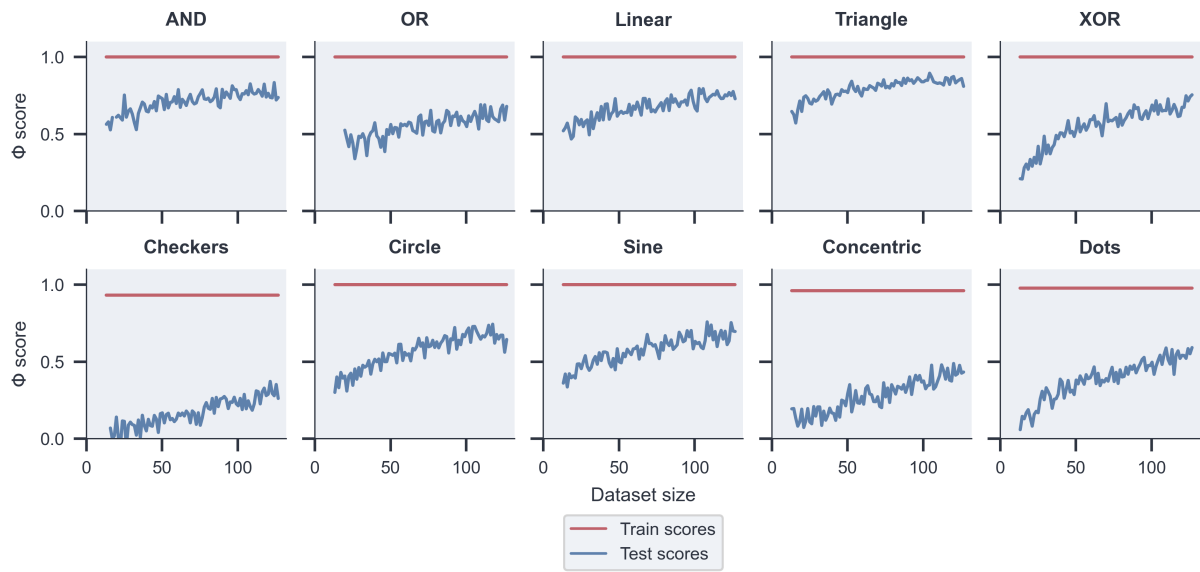 AND OR Linear Triangle XOR
1.0
0.5
0.0
Φ score
Checkers Circle Sine Concentric Dots
1.0
0.5
0.0
Φ score
0 50 100 0 50 100 0 50 100 0 50 100 0 50 100
Dataset size
Train scores
Test scores